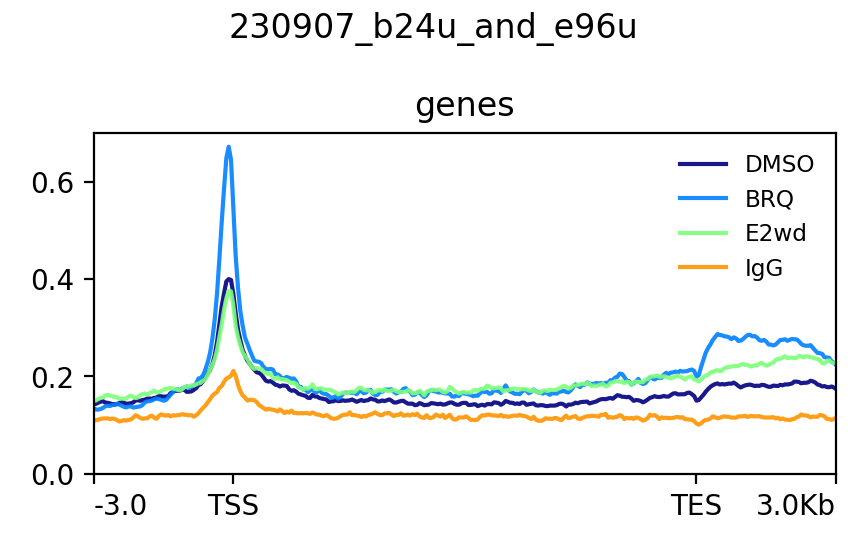 230907_b24u_and_e96u
genes
DMSO
BRQ
E2wd
IgG
0.6
0.4
0.2
0.0
-3.0 TSS TES 3.0Kb